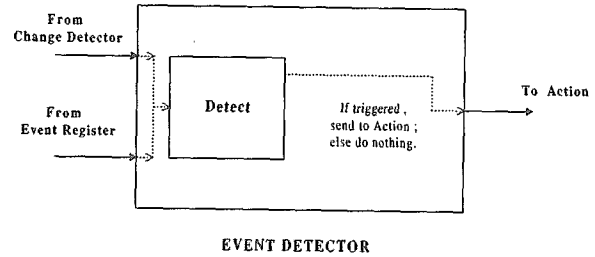 From
Change Detector
From
Event Register
Detect
If triggered ,
send to Action ;
else do nothing.
To Action
EVENT DETECTOR